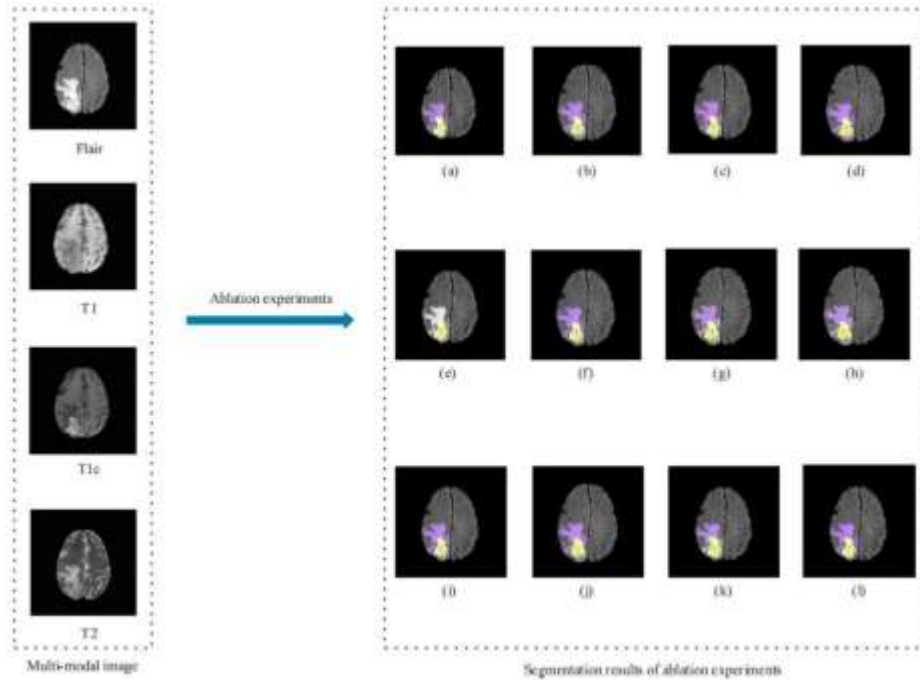 Flair
T1
T1c
T2
Multi-modal image
Ablation experiments
(a) (b) (c) (d)
(e) (f) (g) (h)
(i) (j) (k) (l)
Segmentation results of ablation experiments